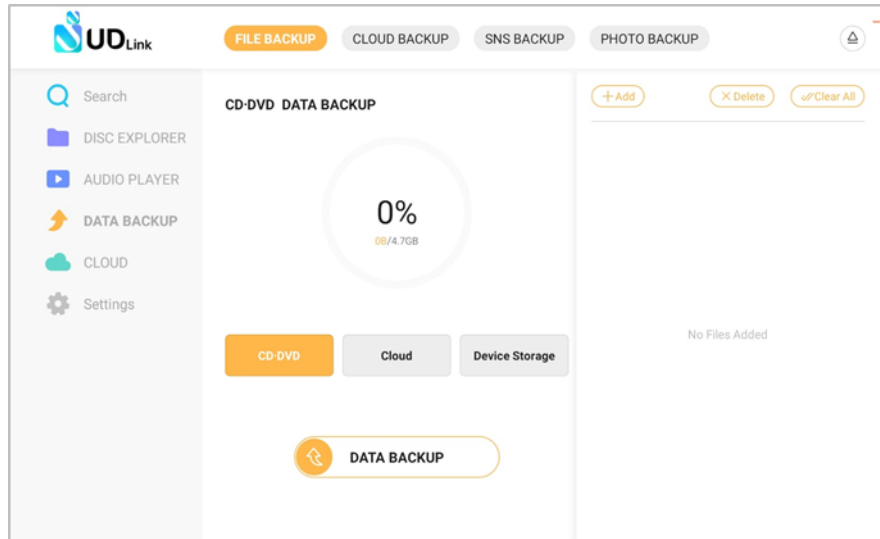 UDLink
FILE BACKUP
CLOUD BACKUP
SNS BACKUP
PHOTO BACKUP
Search
DISC EXPLORER
AUDIO PLAYER
DATA BACKUP
CLOUD
Settings
CD·DVD DATA BACKUP
0%
0B/4.7GB
CD·DVD
Cloud
Device Storage
DATA BACKUP
+Add
Delete
Clear All
No Files Added